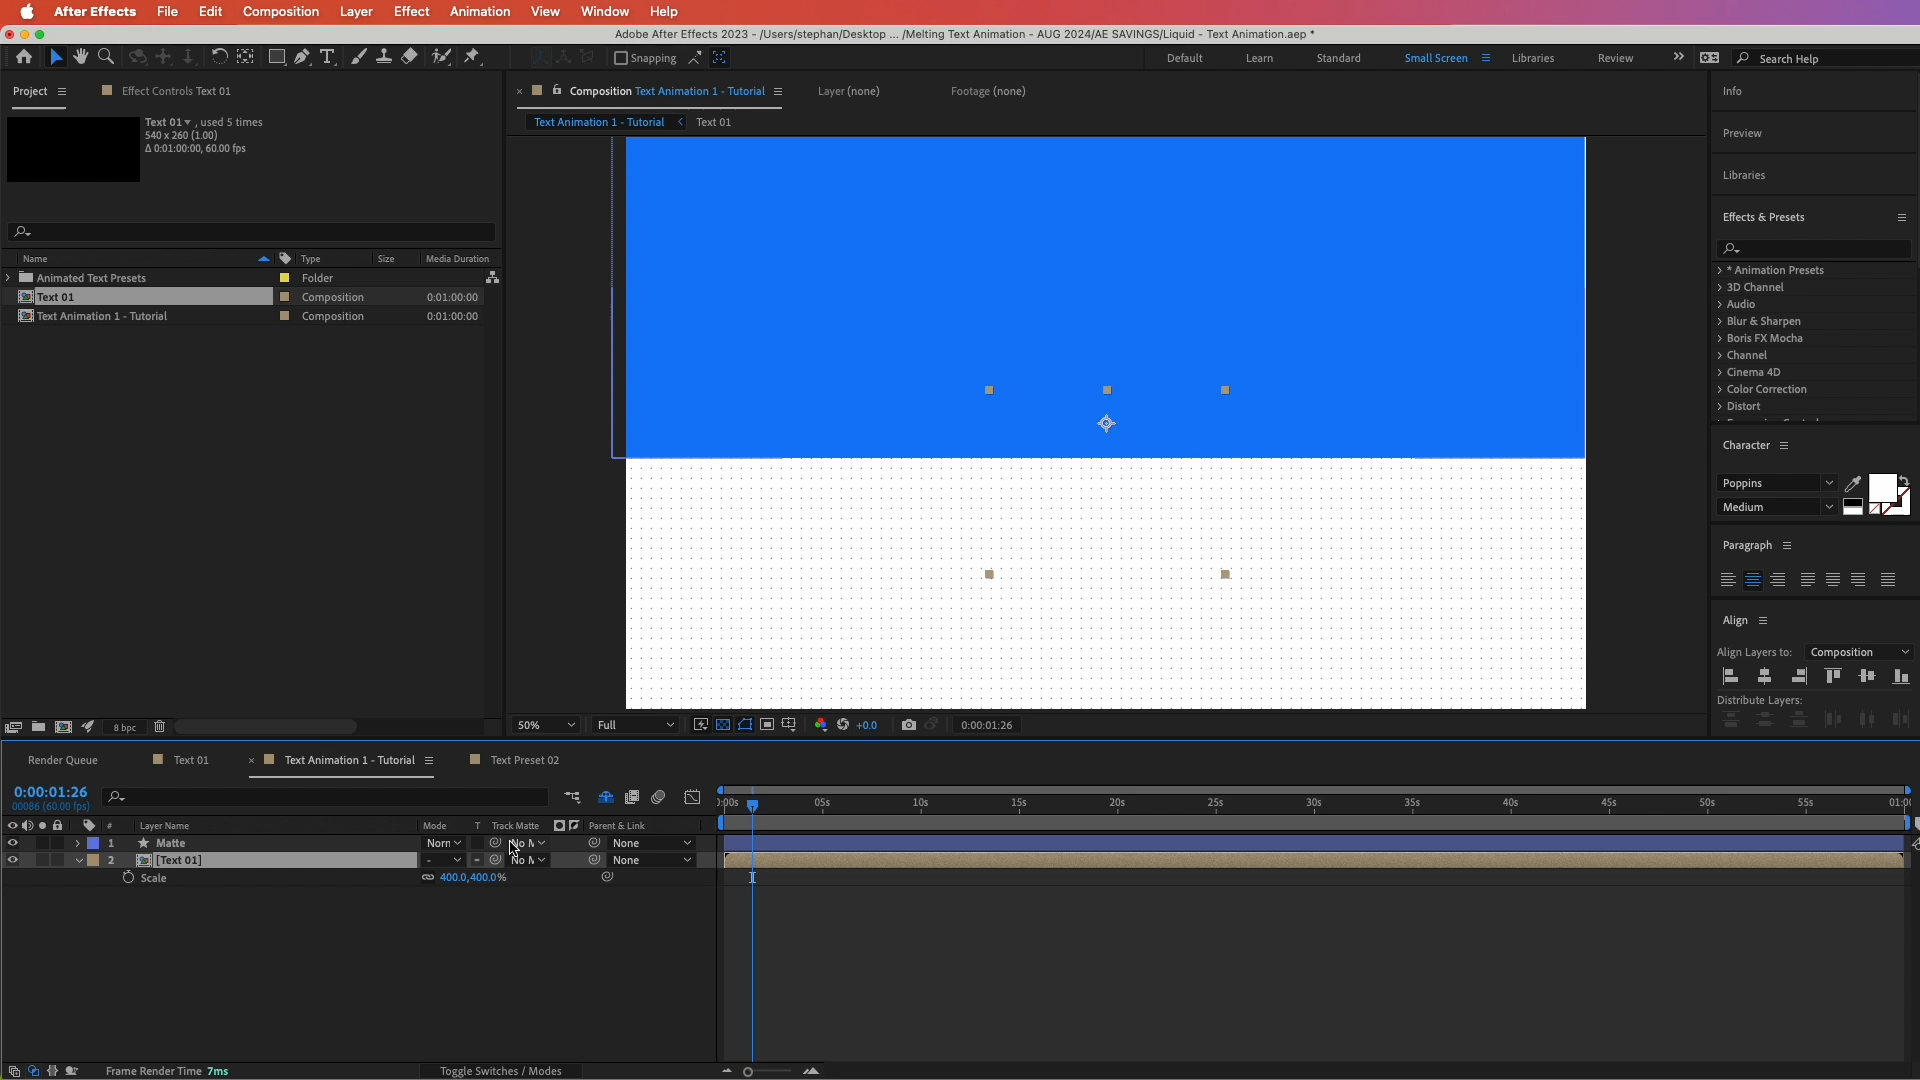 After Effects File Edit Composition Layer Effect Animation View Window Help
Adobe After Effects 2023 - /Users/stephan/Desktop ... /Melting Text Animation - AUG 2024/AE SAVINGS/Liquid - Text Animation.aep *
Snapping Default Learn Standard Small Screen Libraries Review Search Help
Project Effect Controls Text 01 Composition Text Animation 1 - Tutorial Layer (none) Footage (none) Info
Text 01, used 5 times
540 x 260 (1.00)
Δ 0:01:00:00, 60.00 fps
Text Animation 1 - Tutorial Text 01
Preview
Libraries
Effects & Presets
Name Type Size Media Duration
Animated Text Presets Folder
Text 01 Composition 0:01:00:00
Text Animation 1 - Tutorial Composition 0:01:00:00
* Animation Presets
3D Channel
Audio
Blur & Sharpen
Boris FX Mocha
Channel
Cinema 4D
Color Correction
Distort
Character
Poppins
Medium
Paragraph
Align
Align Layers to: Composition
Distribute Layers:
8 bpc 50% Full +0.0 0:00:01:26
Render Queue Text 01 Text Animation 1 - Tutorial Text Preset 02
0:00:01:26
00086 (60.00 fps)
):00s 05s 10s 15s 20s 25s 30s 35s 40s 45s 50s 55s 01:0(
# Layer Name Mode T Track Matte Parent & Link
1 Matte Norn No M None
2 [Text 01] - No M None
Scale 400.0,400.0%
Frame Render Time 7ms Toggle Switches / Modes